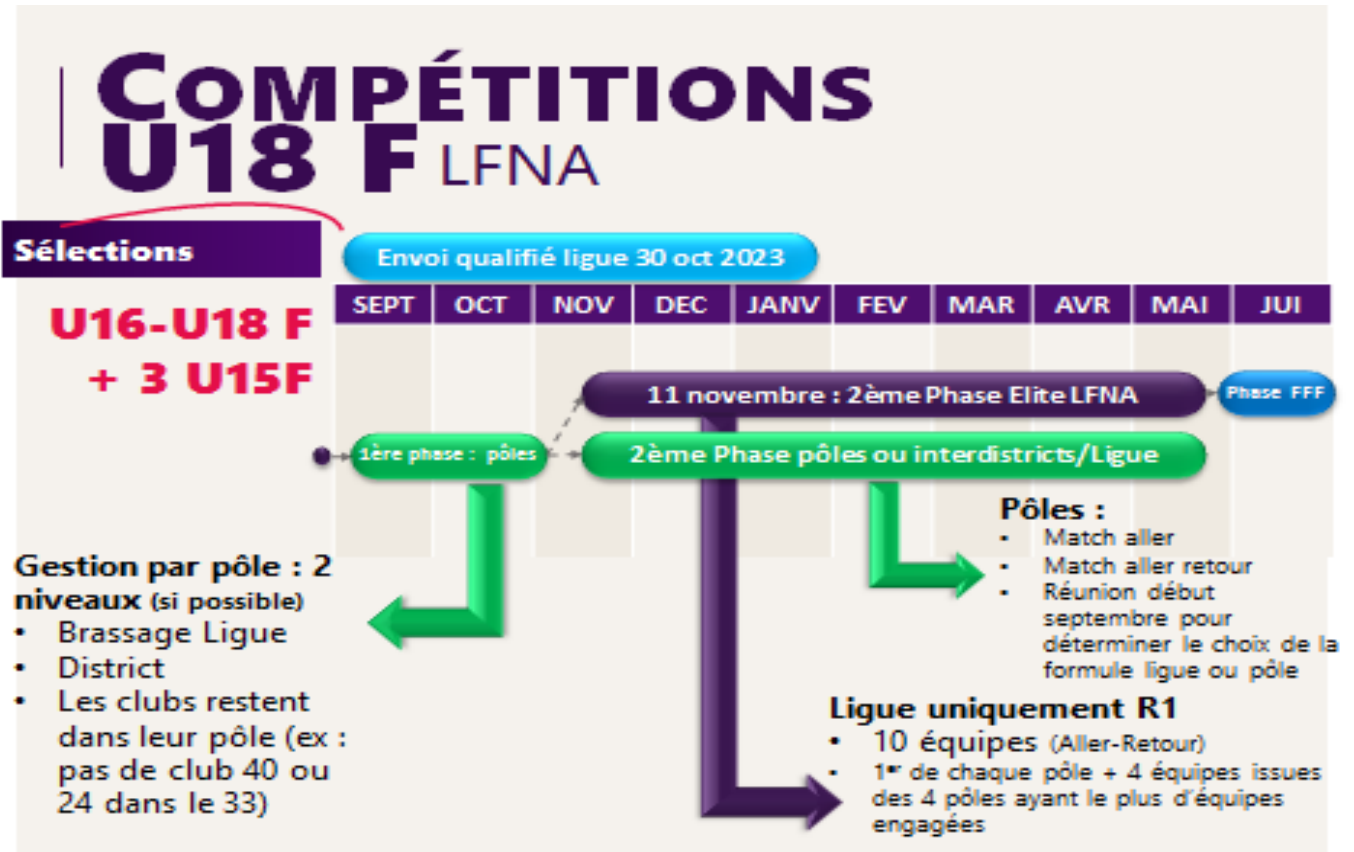 COMPÉTITIONS
U18 F LFNA
Sélections
Envoi qualifié ligue 30 oct 2023
U16-U18 F
+ 3 U15F
SEPT OCT NOV DEC JANV FEV MAR AVR MAI JUI
11 novembre : 2ème Phase Elite LFNA
Phase FFF
1ère phase : pôles
2ème Phase pôles ou interdistricts/Ligue
Gestion par pôle : 2
niveaux (si possible)
• Brassage Ligue
• District
• Les clubs restent
dans leur pôle (ex :
pas de club 40 ou
24 dans le 33)
Pôles :
• Match aller
• Match aller retour
• Réunion début
septembre pour
déterminer le choix de la
formule ligue ou pôle
Ligue uniquement R1
• 10 équipes (Aller-Retour)
• 1er de chaque pôle + 4 équipes issues
des 4 pôles ayant le plus d'équipes
engagées